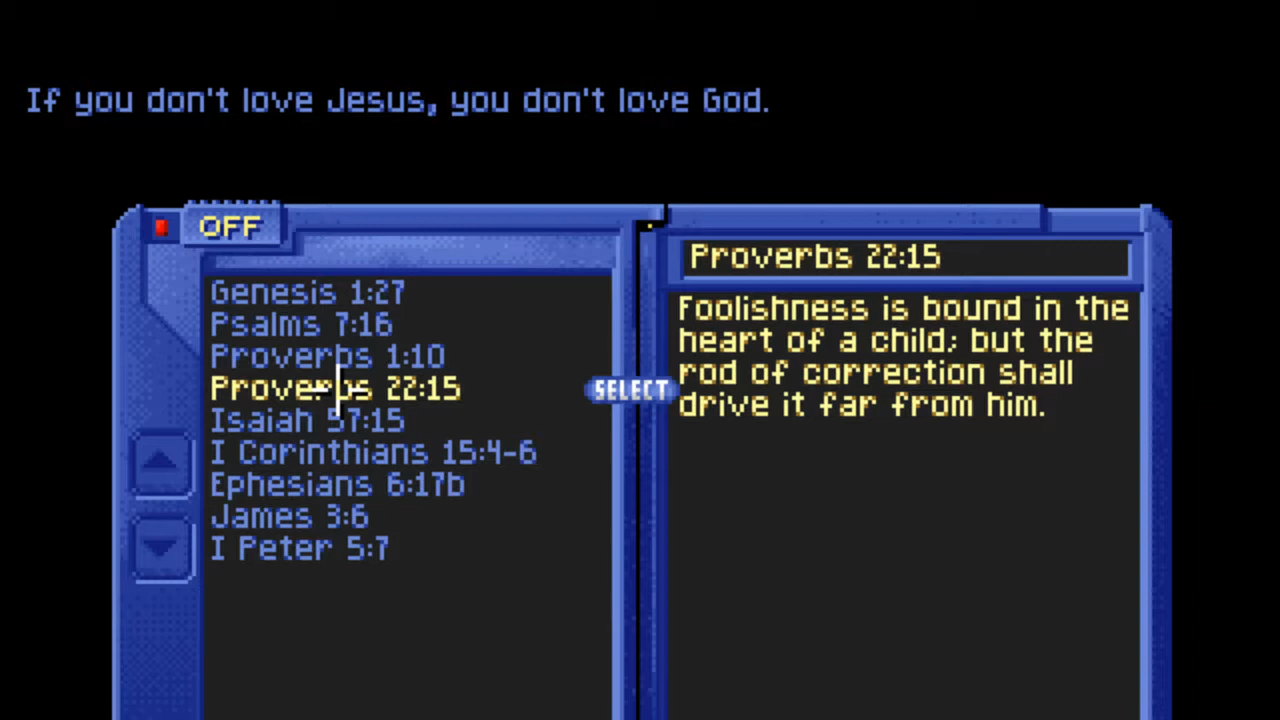 If you don't love Jesus, you don't love God.
OFF
Genesis 1:27
Psalms 7:16
Proverbs 1:10
Proverbs 22:15
Isaiah 57:15
I Corinthians 15:4-6
Ephesians 6:17b
James 3:6
I Peter 5:7
SELECT
Proverbs 22:15
Foolishness is bound in the
heart of a child; but the
rod of correction shall
drive it far from him.